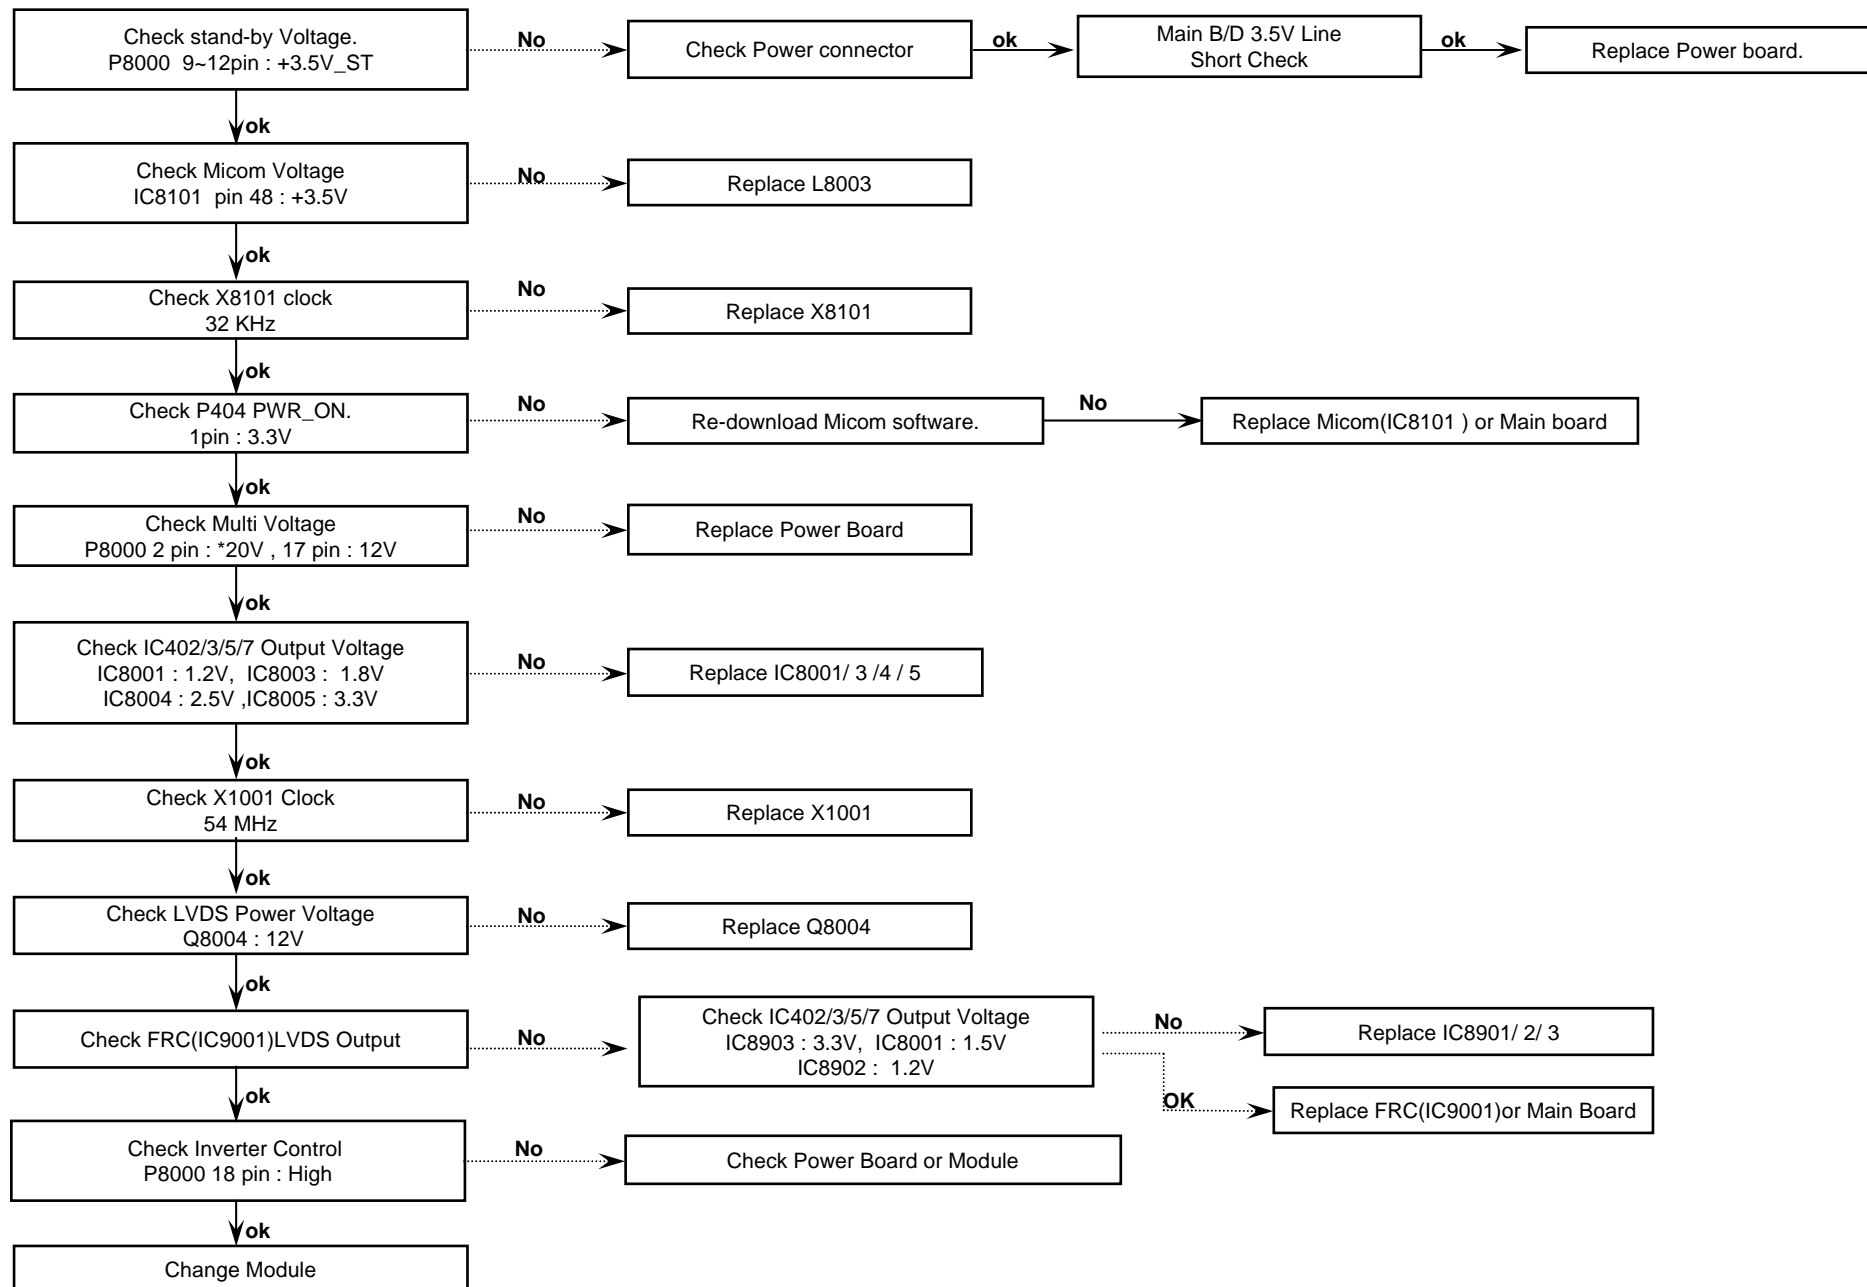 Check stand-by Voltage.
P8000 9~12pin : +3.5V_ST
No
Check Power connector
ok
Main B/D 3.5V Line
Short Check
ok
Replace Power board.
ok
Check Micom Voltage
IC8101 pin 48 : +3.5V
No
Replace L8003
ok
Check X8101 clock
32 KHz
No
Replace X8101
ok
Check P404 PWR_ON.
1pin : 3.3V
No
Re-download Micom software.
No
Replace Micom(IC8101 ) or Main board
ok
Check Multi Voltage
P8000 2 pin : *20V , 17 pin : 12V
No
Replace Power Board
ok
Check IC402/3/5/7 Output Voltage
IC8001 : 1.2V, IC8003 : 1.8V
IC8004 : 2.5V ,IC8005 : 3.3V
No
Replace IC8001/ 3 /4 / 5
ok
Check X1001 Clock
54 MHz
No
Replace X1001
ok
Check LVDS Power Voltage
Q8004 : 12V
No
Replace Q8004
ok
Check FRC(IC9001)LVDS Output
No
Check IC402/3/5/7 Output Voltage
IC8903 : 3.3V, IC8001 : 1.5V
IC8902 : 1.2V
No
Replace IC8901/ 2/ 3
OK
Replace FRC(IC9001)or Main Board
ok
Check Inverter Control
P8000 18 pin : High
No
Check Power Board or Module
ok
Change Module